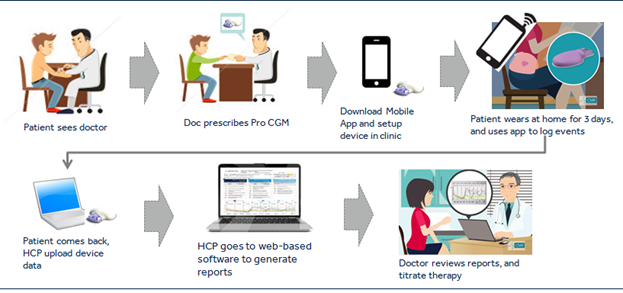 Patient sees doctor
Doc prescribes Pro CGM
Download Mobile
App and setup
device in clinic
Patient wears at home for 3 days,
and uses app to log events
Patient comes back,
HCP upload device
data
HCP goes to web-based
software to generate
reports
Doctor reviews reports, and
titrate therapy